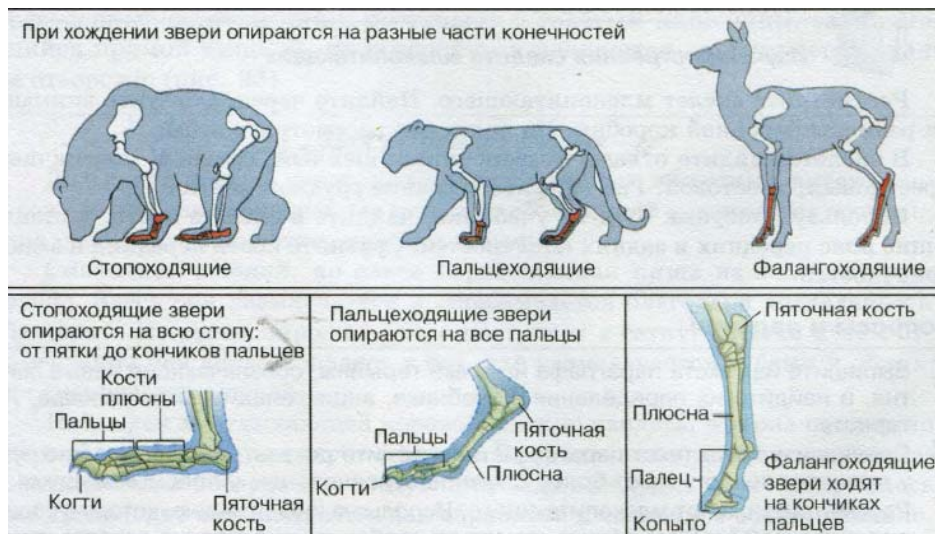 При хождении звери опираются на разные части конечностей
Стопоходящие
Пальцеходящие
Фалангоходящие
Стопоходящие звери
опираются на всю стопу:
от пятки до кончиков пальцев
Кости
плюсны
Пальцы
Когти
Пяточная
кость
Пальцеходящие звери
опираются на все пальцы
Пальцы
Пяточная
кость
Плюсна
Когти
Пяточная кость
Плюсна
Палец
Копыто
Фалангоходящие
звери ходят
на кончиках
пальцев